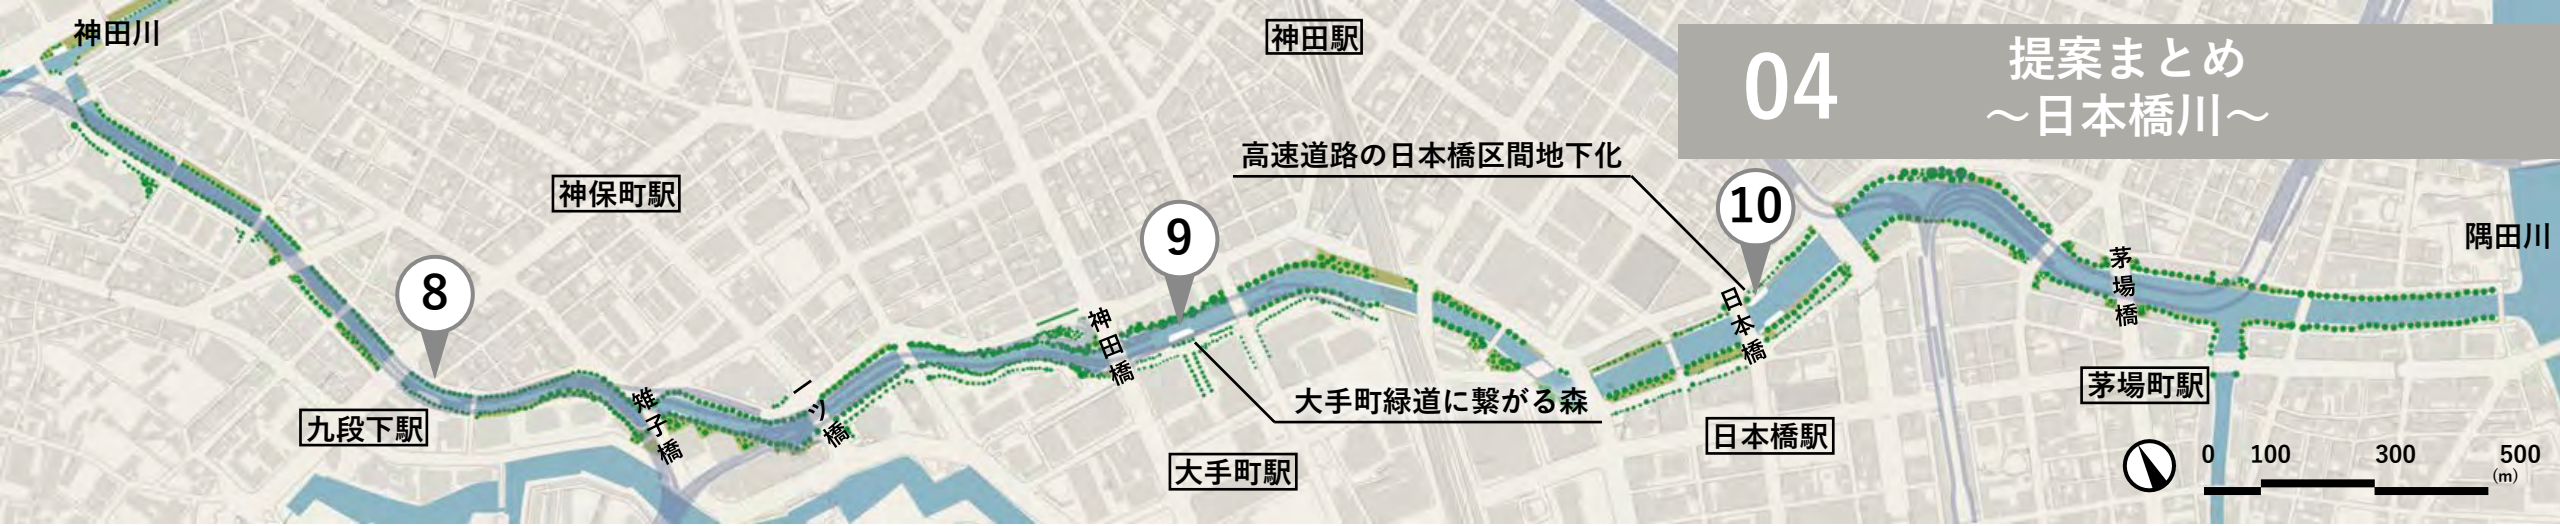 神田川
神田駅
04
提案まとめ
～日本橋川～
高速道路の日本橋区間地下化
神保町駅
10
9
隅田川
茅場橋
8
日本橋
神田橋
大手町緑道に繋がる森
一ツ橋
雉子橋
茅場町駅
九段下駅
日本橋駅
大手町駅
0 100 300 500
(m)